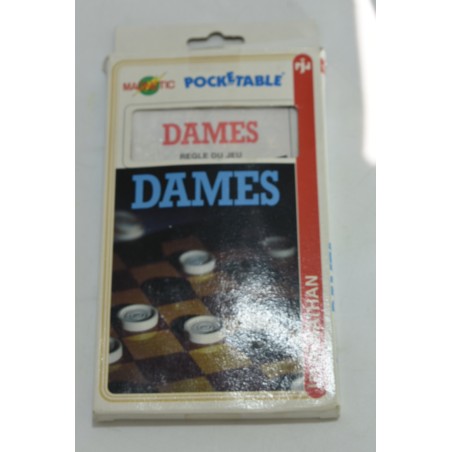 MAGNETIC POCKETABLE
DAMES
REGLE DU JEU
DAMES
NATHAN